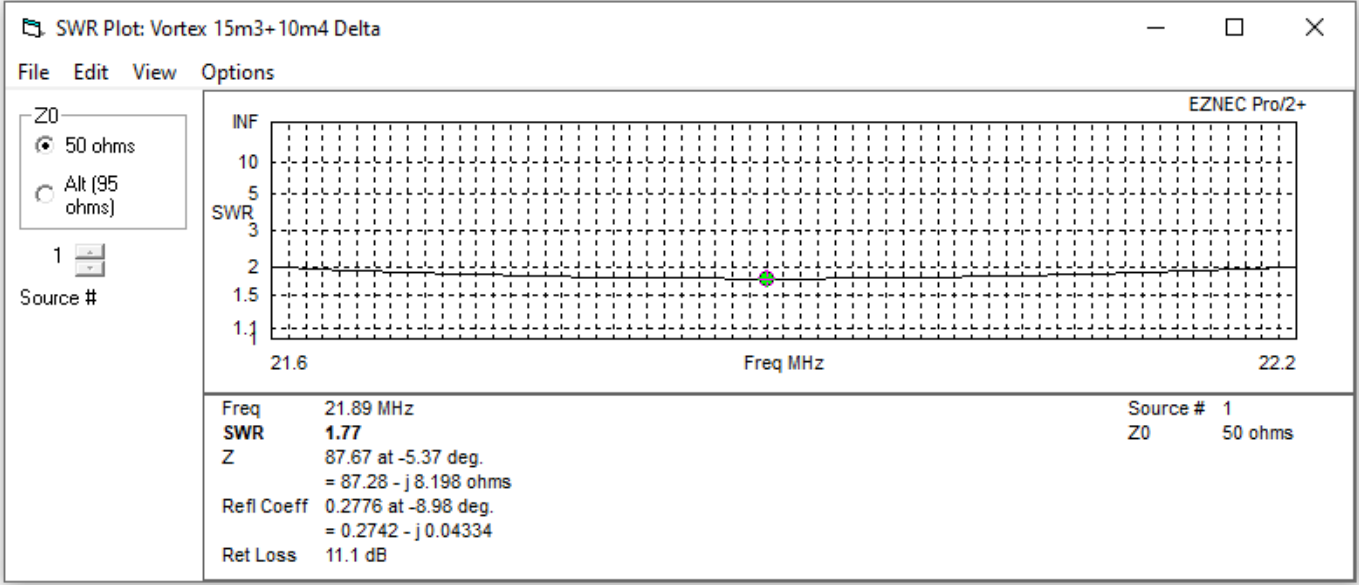 SWR Plot: Vortex 15m3+10m4 Delta
File Edit View Options
Z0
50 ohms
Alt (95
ohms)
1
Source #
EZNEC Pro/2+
INF
10
5
SWR
3
2
1.5
1.1
1
21.6 Freq MHz 22.2
Freq 21.89 MHz Source # 1
SWR 1.77 Z0 50 ohms
Z 87.67 at -5.37 deg.
= 87.28 - j 8.198 ohms
Refl Coeff 0.2776 at -8.98 deg.
= 0.2742 - j 0.04334
Ret Loss 11.1 dB